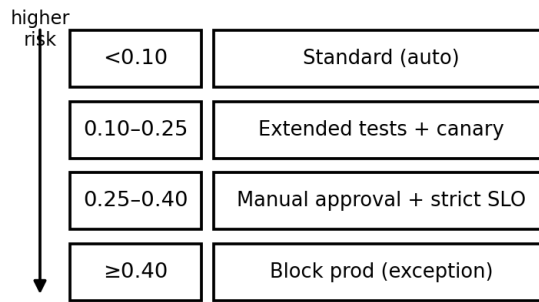 higher
risk
<0.10
Standard (auto)
0.10–0.25
Extended tests + canary
0.25–0.40
Manual approval + strict SLO
≥0.40
Block prod (exception)